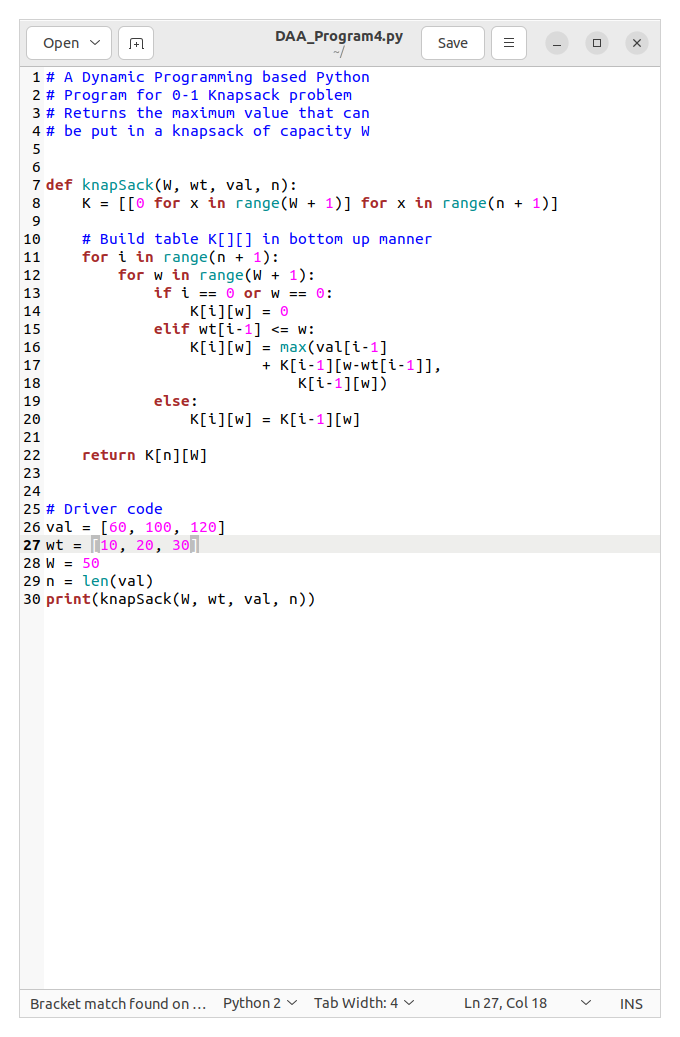 Open
DAA_Program4.py
~/
Save
1 # A Dynamic Programming based Python
2 # Program for 0-1 Knapsack problem
3 # Returns the maximum value that can
4 # be put in a knapsack of capacity W
5
6
7 def knapSack(W, wt, val, n):
8     K = [[0 for x in range(W + 1)] for x in range(n + 1)]
9
10     # Build table K[][] in bottom up manner
11     for i in range(n + 1):
12         for w in range(W + 1):
13             if i == 0 or w == 0:
14                 K[i][w] = 0
15             elif wt[i-1] <= w:
16                 K[i][w] = max(val[i-1]
17                         + K[i-1][w-wt[i-1]],
18                             K[i-1][w])
19             else:
20                 K[i][w] = K[i-1][w]
21
22     return K[n][W]
23
24
25 # Driver code
26 val = [60, 100, 120]
27 wt = [10, 20, 30]
28 W = 50
29 n = len(val)
30 print(knapSack(W, wt, val, n))
Bracket match found on ... Python 2 Tab Width: 4 Ln 27, Col 18 INS